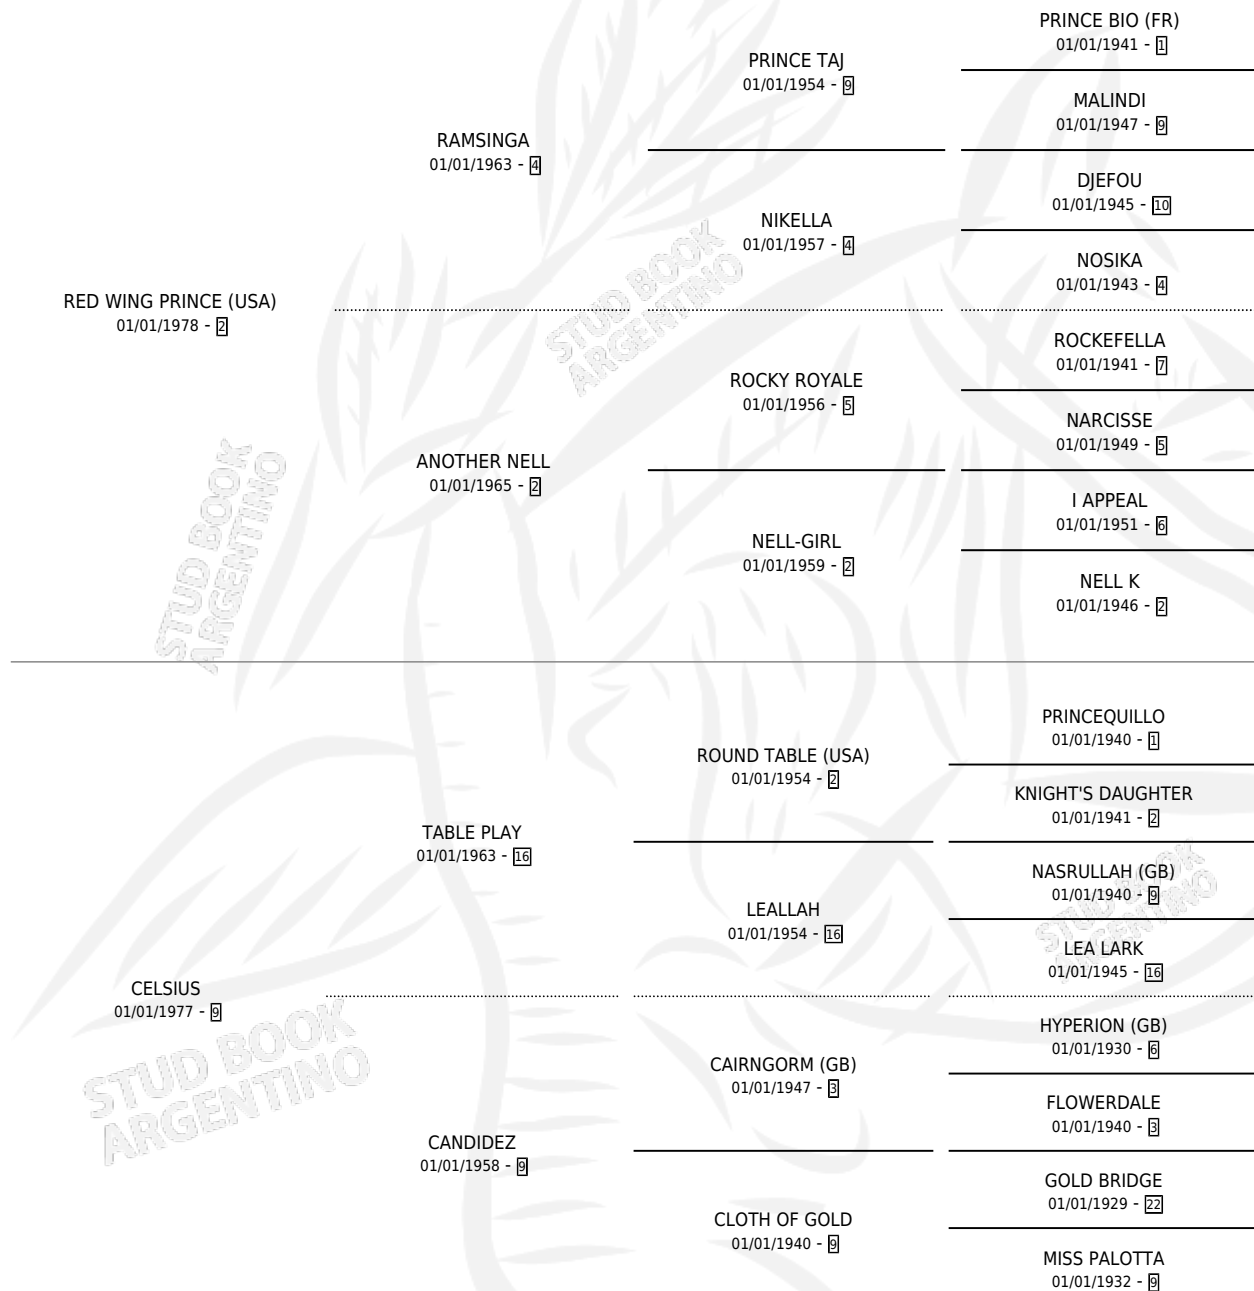 PRINCE BIO (FR)
01/01/1941 - 1
PRINCE TAJ
01/01/1954 - 9
MALINDI
01/01/1947 - 9
RAMSINGA
01/01/1963 - 4
DJEFOU
01/01/1945 - 10
NIKELLA
01/01/1957 - 4
NOSIKA
01/01/1943 - 4
RED WING PRINCE (USA)
01/01/1978 - 2
STUD BOOK
ARGENTINO
ROCKEFELLA
01/01/1941 - 7
ROCKY ROYALE
01/01/1956 - 5
NARCISSE
01/01/1949 - 5
ANOTHER NELL
01/01/1965 - 2
I APPEAL
01/01/1951 - 6
NELL-GIRL
01/01/1959 - 2
NELL K
01/01/1946 - 2
STUD BOOK
ARGENTINO
PRINCEQUILLO
01/01/1940 - 1
ROUND TABLE (USA)
01/01/1954 - 2
KNIGHT'S DAUGHTER
01/01/1941 - 2
TABLE PLAY
01/01/1963 - 16
NASRULLAH (GB)
01/01/1940 - 9
LEALLAH
01/01/1954 - 16
STUD BOOK
ARGENTINO
LEA LARK
01/01/1945 - 16
CELSIUS
01/01/1977 - 9
STUD BOOK
ARGENTINO
HYPERION (GB)
01/01/1930 - 6
CAIRNGORM (GB)
01/01/1947 - 3
FLOWERDALE
01/01/1940 - 3
CANDIDEZ
01/01/1958 - 9
GOLD BRIDGE
01/01/1929 - 22
CLOTH OF GOLD
01/01/1940 - 9
MISS PALOTTA
01/01/1932 - 9